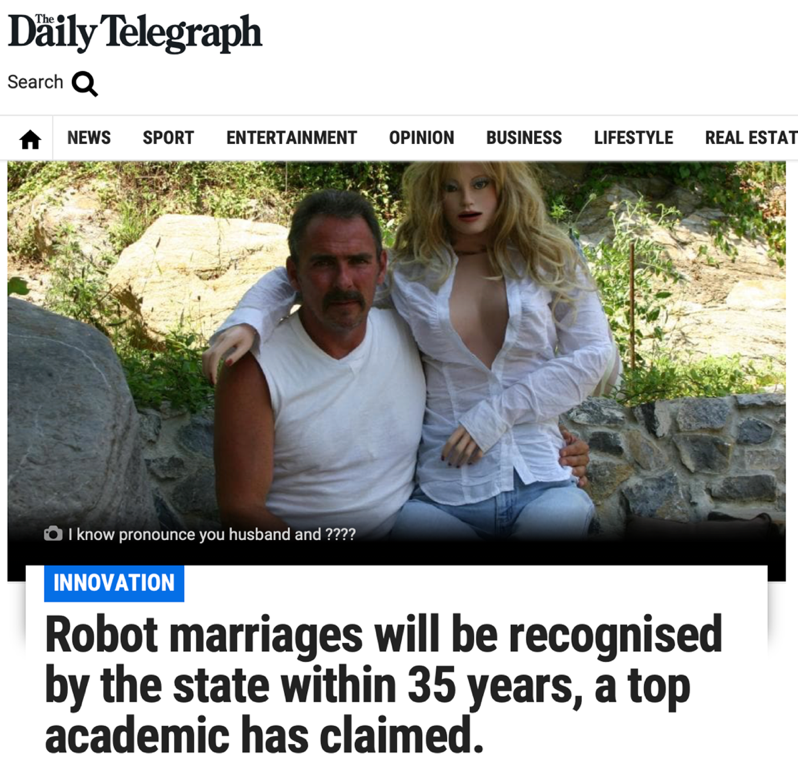 The
Daily Telegraph
Search
NEWS SPORT ENTERTAINMENT OPINION BUSINESS LIFESTYLE REAL ESTAT
I know pronounce you husband and ????
INNOVATION
Robot marriages will be recognised
by the state within 35 years, a top
academic has claimed.